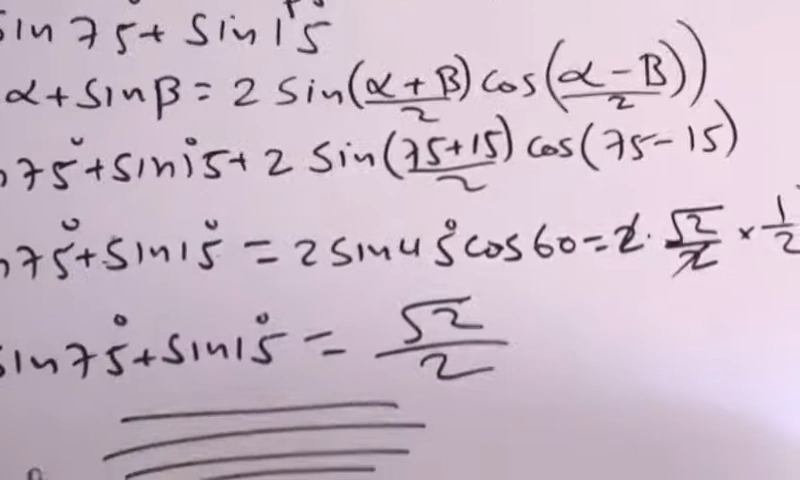 sin 75° + sin 15°
α + sin β = 2 sin(α + β)/2 cos(α − β)/2)
n 75° + sin 15 + 2 sin(75+15)/2 cos(75 − 15)
n 75° + sin 15° = 2 sin 45° cos 60 = 2 · √2/2 × 1/2
sin 75° + sin 15° = √2/2